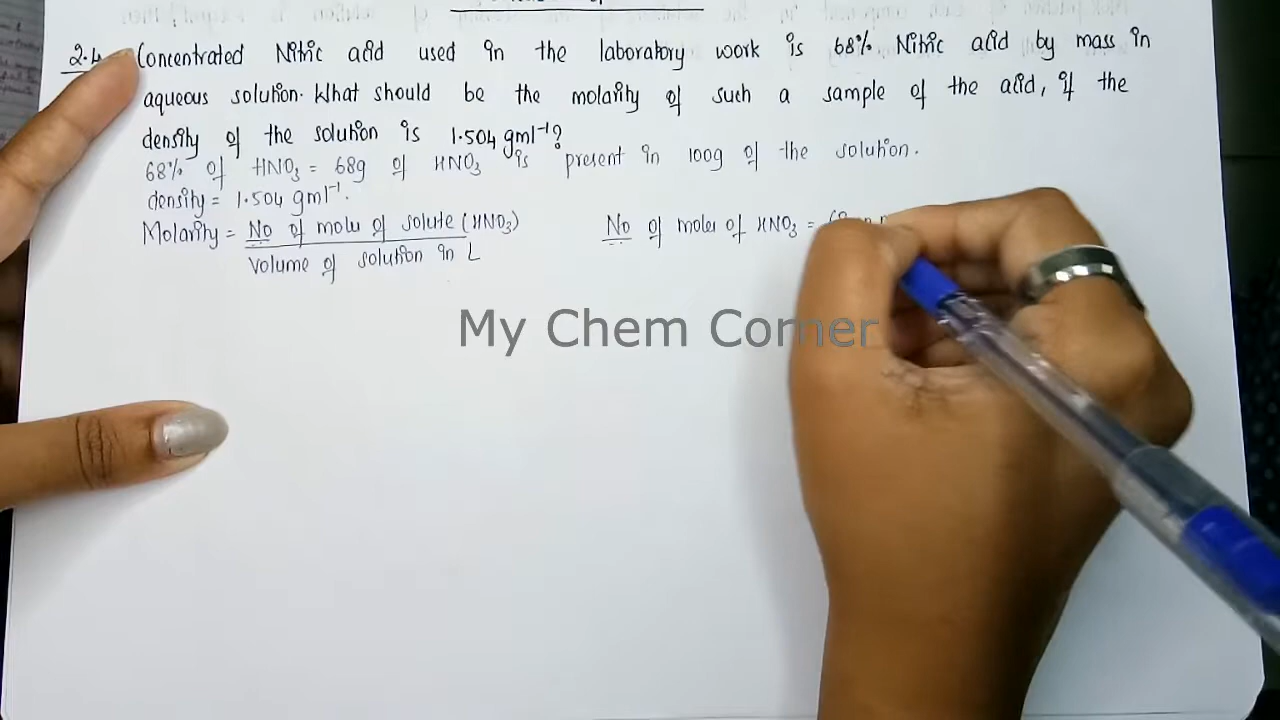 2.4 Concentrated Nitric acid used in the laboratory work is 68% Nitric acid by mass in
aqueous solution. What should be the molarity of such a sample of the acid, if the
density of the solution is 1.504 gml⁻¹?
68% of HNO₃ = 68g of HNO₃ is present in 100g of the solution.
density = 1.504 gml⁻¹.
Molarity = No of moles of solute (HNO₃)
Volume of solution in L
No of moles of HNO₃ =
My Chem Corner